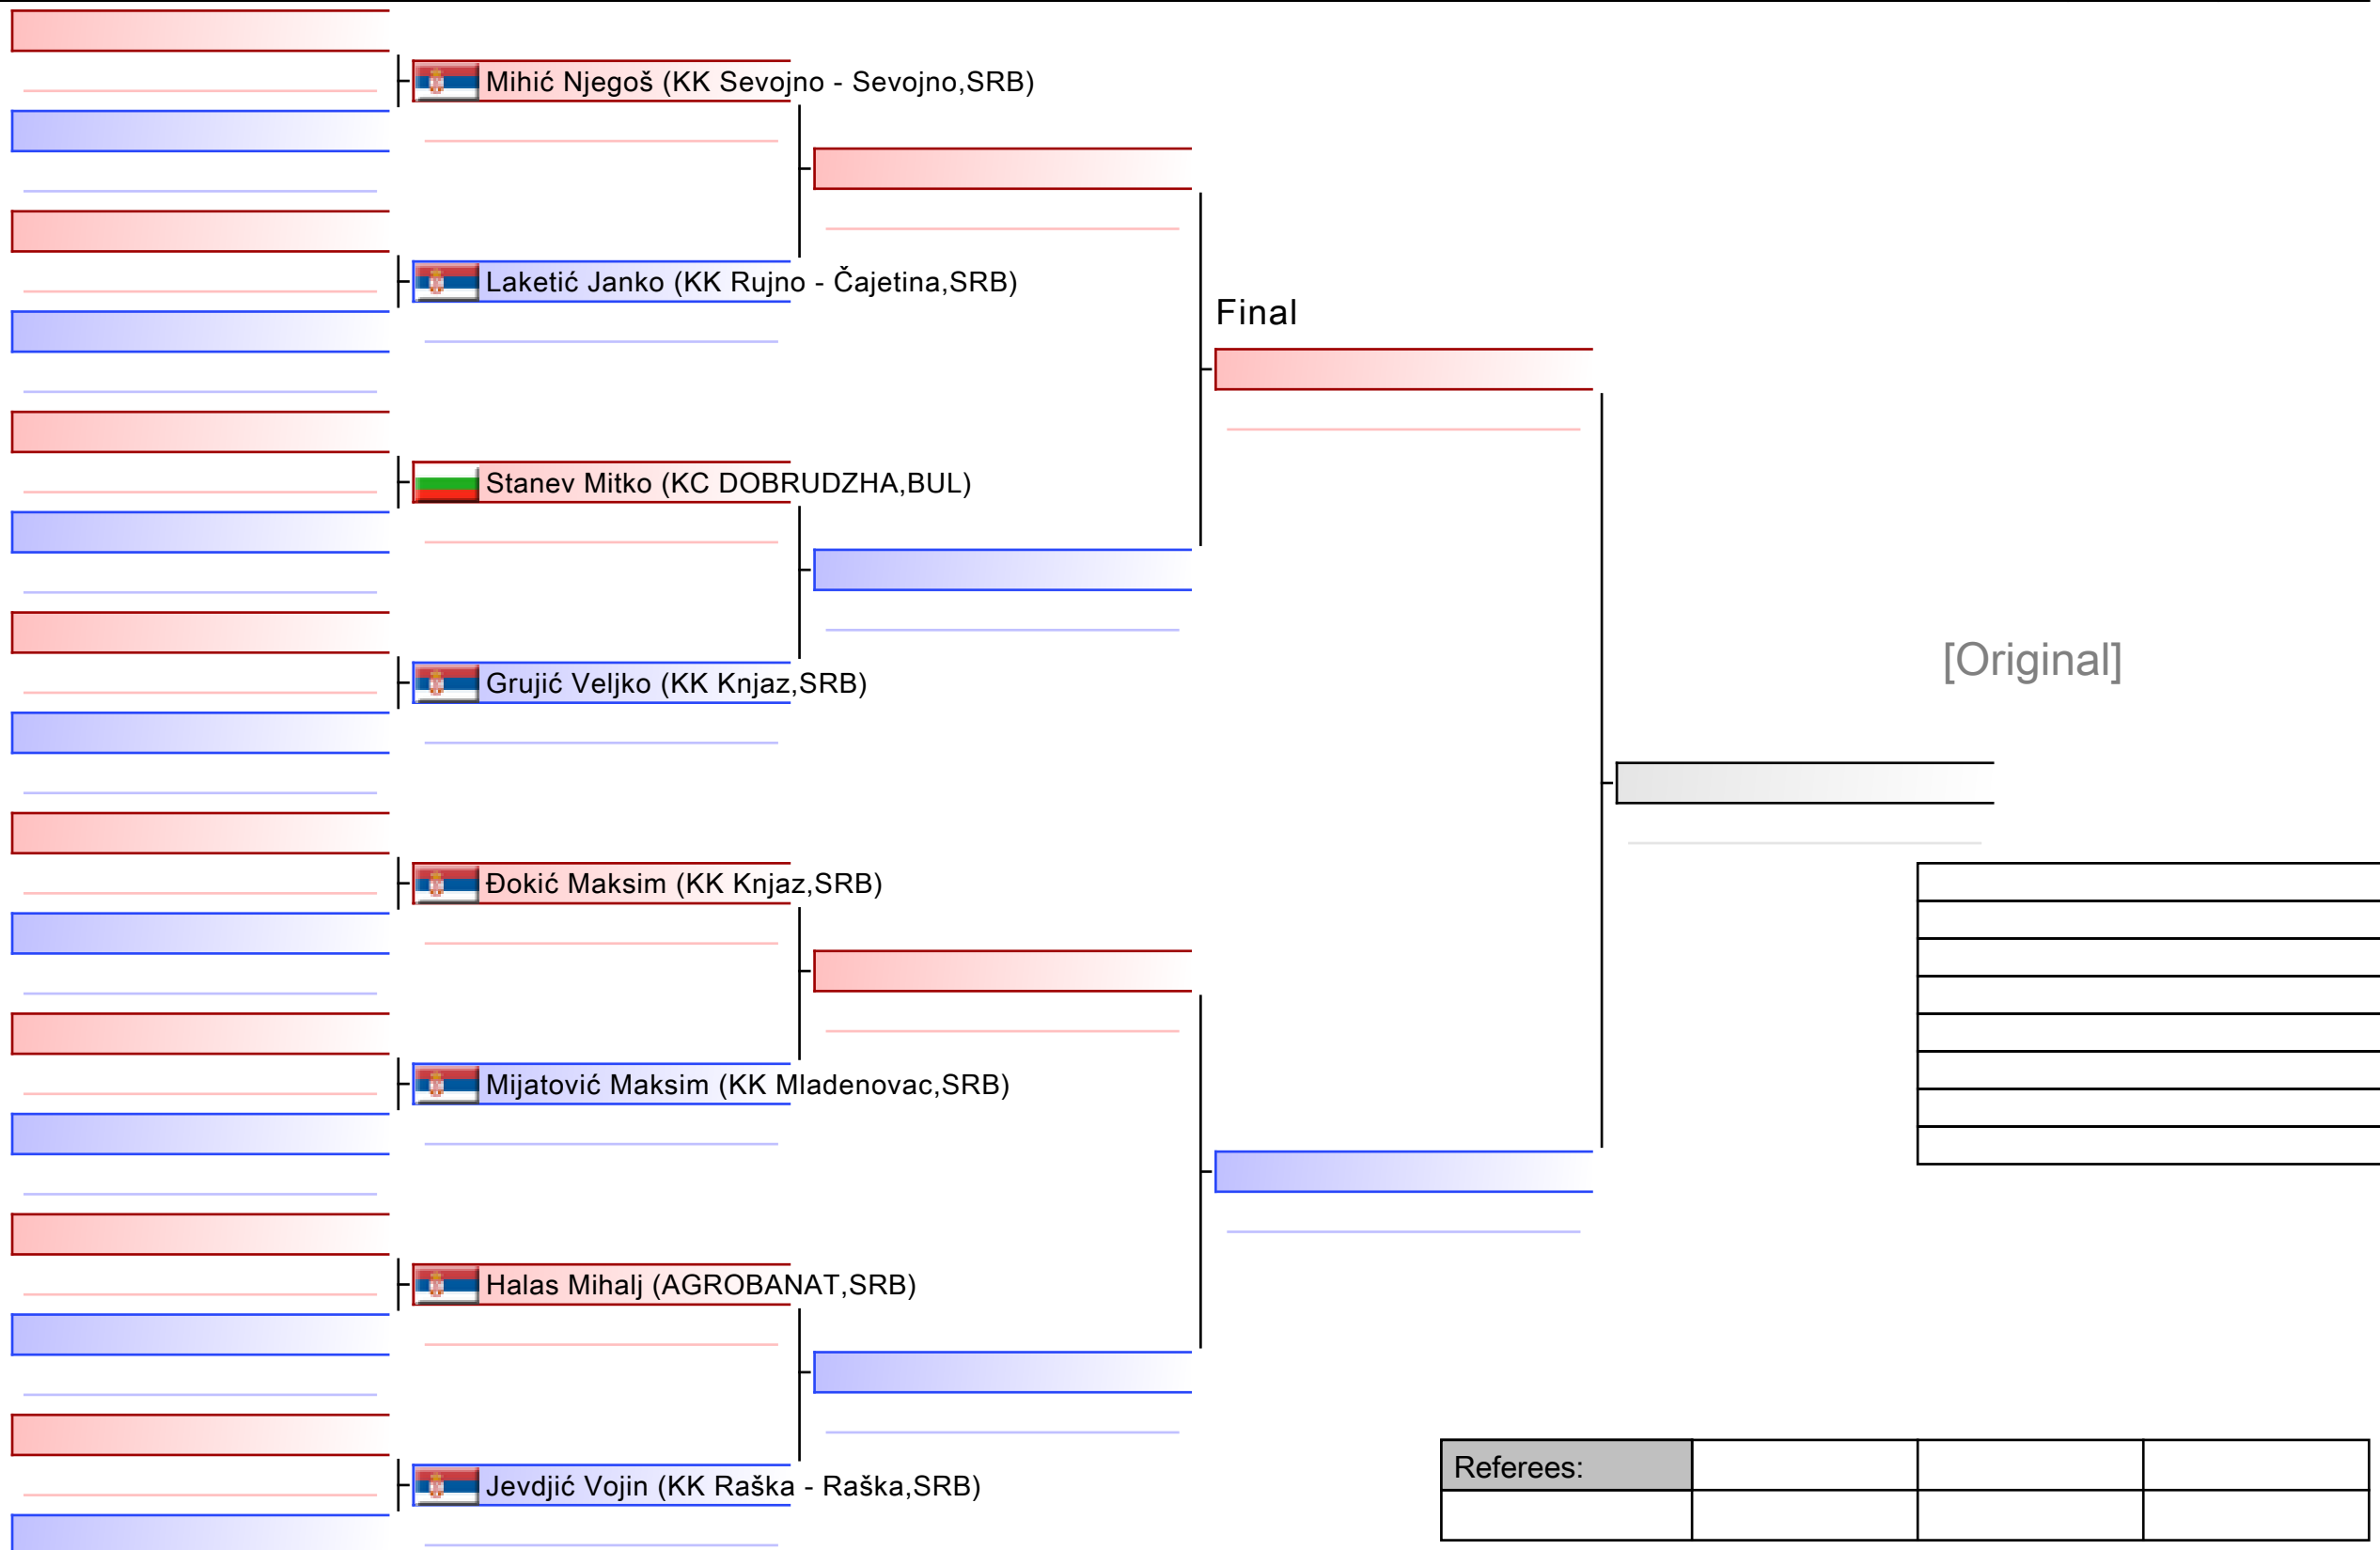 Mihić Njegoš (KK Sevojno - Sevojno,SRB)
Laketić Janko (KK Rujno - Čajetina,SRB)
Final
Stanev Mitko (KC DOBRUDZHA,BUL)
[Original]
Grujić Veljko (KK Knjaz,SRB)
Đokić Maksim (KK Knjaz,SRB)
Mijatović Maksim (KK Mladenovac,SRB)
Halas Mihalj (AGROBANAT,SRB)
Referees:
Jevdjić Vojin (KK Raška - Raška,SRB)